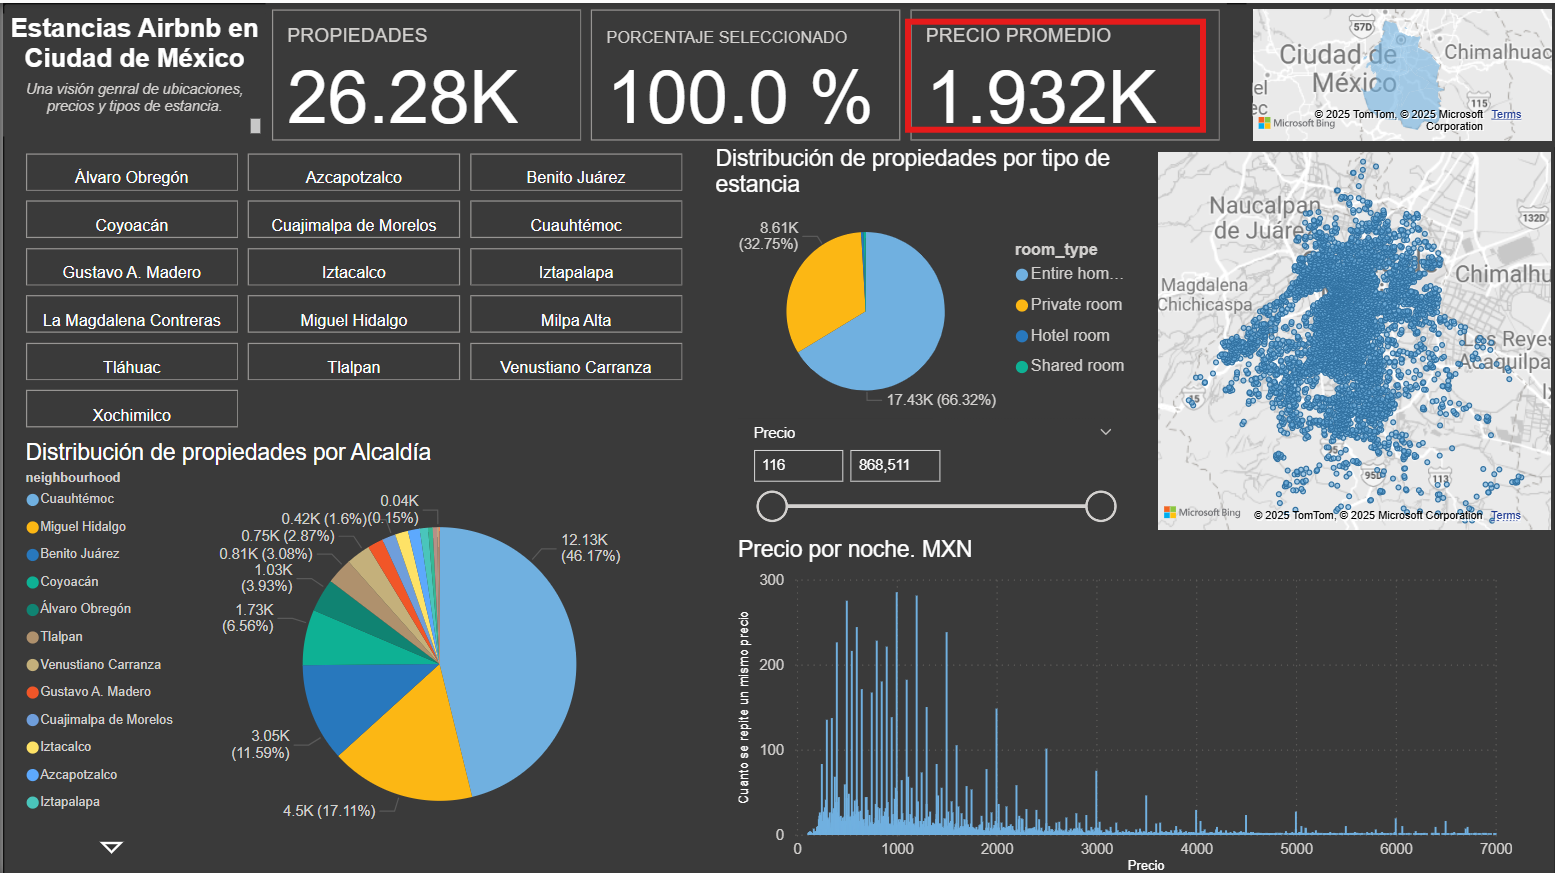 Estancias Airbnb en
Ciudad de México
Una visión genral de ubicaciones,
precios y tipos de estancia.
PROPIEDADES
26.28K
PORCENTAJE SELECCIONADO
100.0 %
PRECIO PROMEDIO
1.932K
57D
Ciudad de
México
Chimalhuac
115
© 2025 TomTom, © 2025 Microsoft
Corporation
Terms
Microsoft Bing
Álvaro Obregón
Azcapotzalco
Benito Juárez
Coyoacán
Cuajimalpa de Morelos
Cuauhtémoc
Gustavo A. Madero
Iztacalco
Iztapalapa
La Magdalena Contreras
Miguel Hidalgo
Milpa Alta
Tláhuac
Tlalpan
Venustiano Carranza
Xochimilco
Distribución de propiedades por tipo de
estancia
8.61K
(32.75%)
17.43K (66.32%)
room_type
Entire hom…
Private room
Hotel room
Shared room
Naucalpan
de Juáre
132D
Chimalhu
Magdalena
Chichicaspa
Los Reyes
Acaquilpa
15
95D
113
Microsoft Bing
© 2025 TomTom, © 2025 Microsoft Corporation
Terms
Precio
116
868,511
Distribución de propiedades por Alcaldía
neighbourhood
Cuauhtémoc
Miguel Hidalgo
Benito Juárez
Coyoacán
Álvaro Obregón
Tlalpan
Venustiano Carranza
Gustavo A. Madero
Cuajimalpa de Morelos
Iztacalco
Azcapotzalco
Iztapalapa
0.04K
(0.15%)
0.42K (1.6%)
0.75K (2.87%)
0.81K (3.08%)
1.03K
(3.93%)
1.73K
(6.56%)
3.05K
(11.59%)
4.5K (17.11%)
12.13K
(46.17%)
Precio por noche. MXN
Cuanto se repite un mismo precio
300
200
100
0
0
1000
2000
3000
4000
5000
6000
7000
Precio